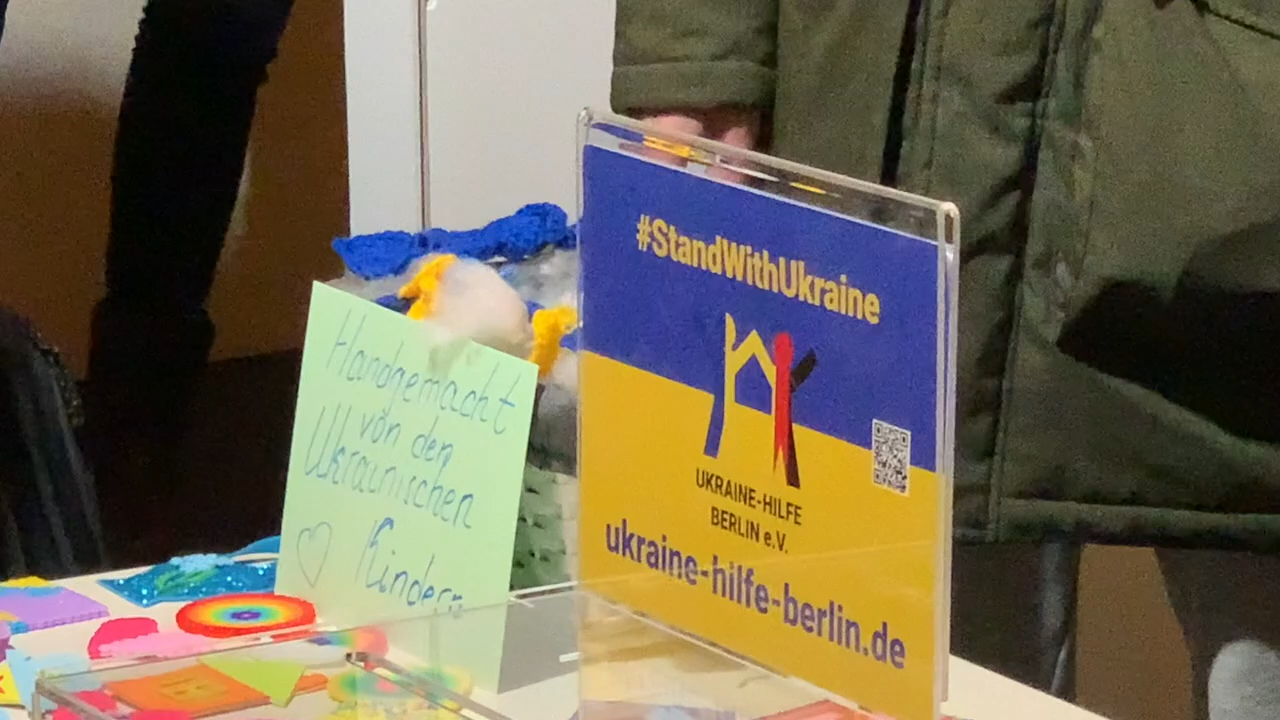 Handgemacht
von den
Ukrainischen
Kindern
#StandWithUkraine
UKRAINE-HILFE
BERLIN e.V.
ukraine-hilfe-berlin.de